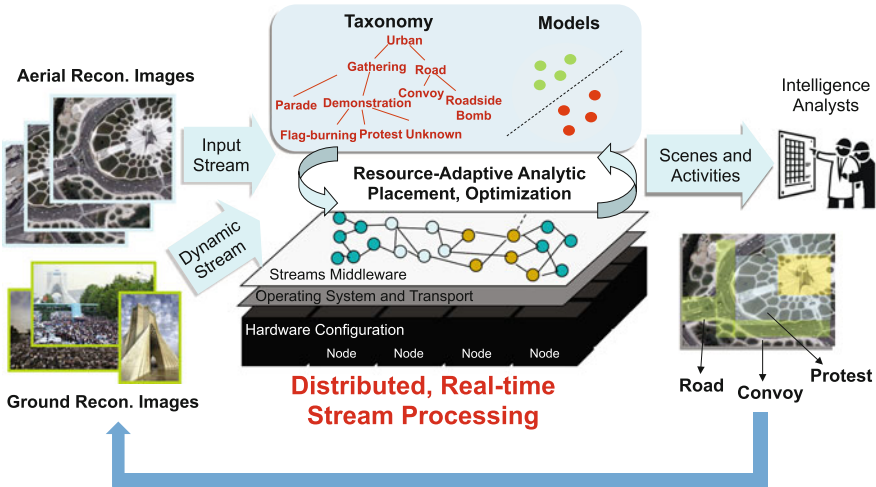 Taxonomy
Models
Urban
Gathering
Road
Parade
Demonstration
Convoy
Roadside
Bomb
Flag-burning
Protest
Unknown
Aerial Recon. Images
Input
Stream
Dynamic
Stream
Ground Recon. Images
Resource-Adaptive Analytic
Placement, Optimization
Streams Middleware
Operating System and Transport
Hardware Configuration
Node
Node
Node
Node
Distributed, Real-time
Stream Processing
Scenes and
Activities
Intelligence
Analysts
Road
Convoy
Protest